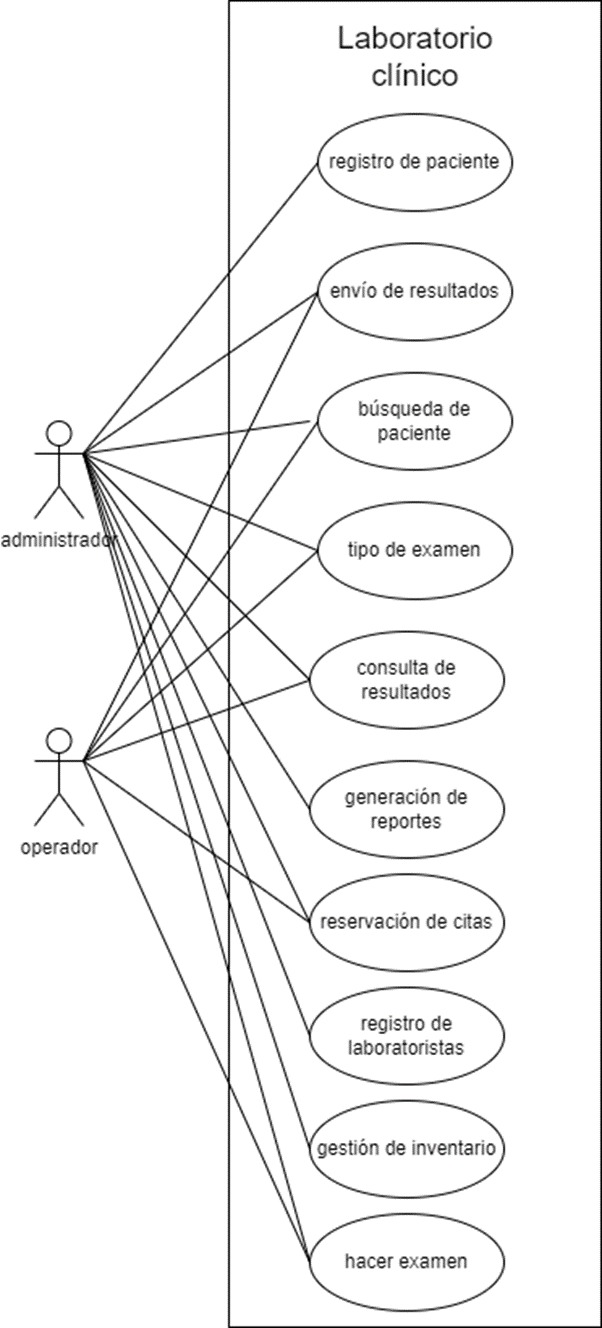 Laboratorio
clínico
registro de paciente
envío de resultados
búsqueda de
paciente
administrador
tipo de examen
consulta de
resultados
operador
generación de
reportes
reservación de citas
registro de
laboratoristas
gestión de inventario
hacer examen